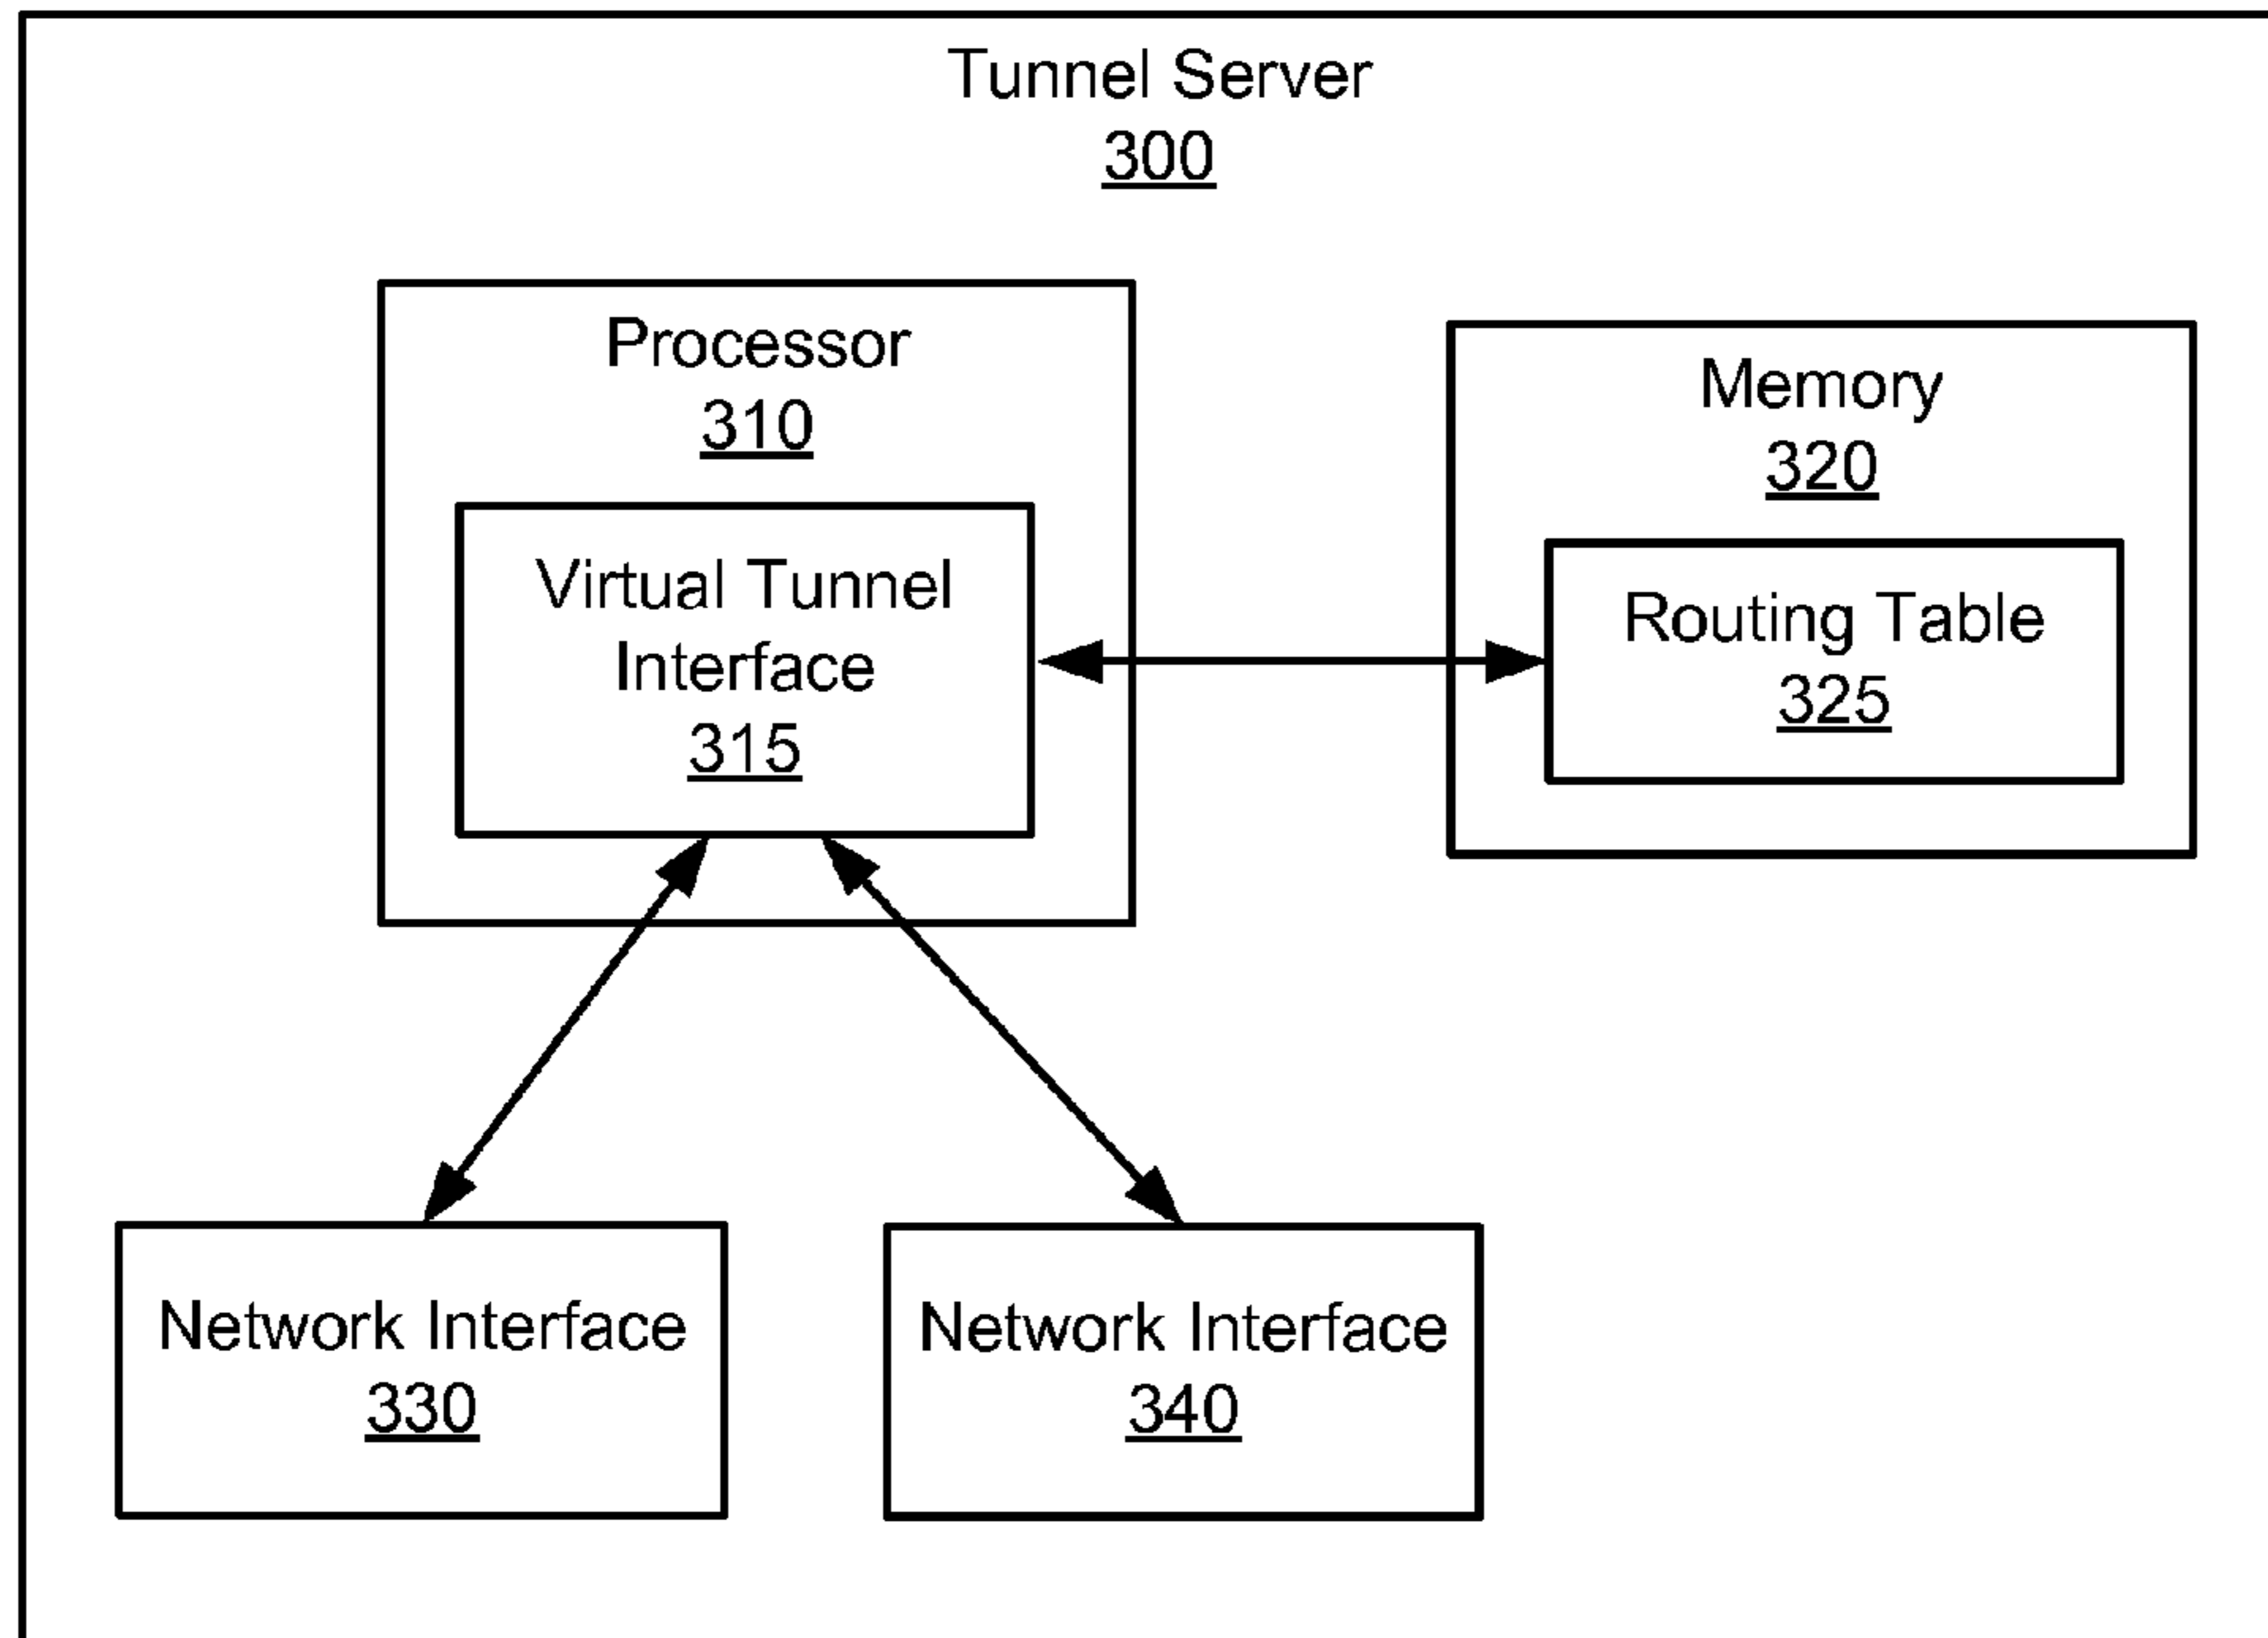 Tunnel Server
300
Processor
310
Virtual Tunnel
Interface
315
Memory
320
Routing Table
325
Network Interface
330
Network Interface
340